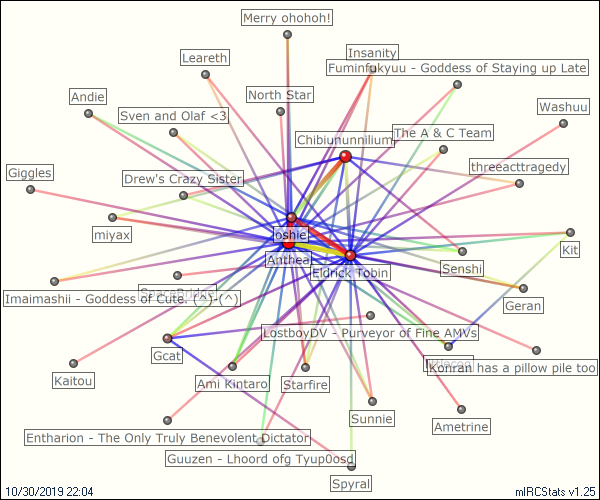 Merry ohohoh!
Insanity
Leareth
Fuminfukyuu - Goddess of Staying up Late
North Star
Andie
Washuu
Sven and Olaf <3
The A & C Team
Chibiununnilium
threeacttragedy
Giggles
Drew's Crazy Sister
miyax
Joshie
Kit
Anthea
Senshi
Eldrick Tobin
Imaimashii - Goddess of Cute. (^)-(^)
Geran
LostboyDV - Purveyor of Fine AMVs
Gcat
Konran has a pillow pile too
Kaitou
Ami Kintaro
Starfire
Sunnie
Ametrine
Entharion - The Only Truly Benevolent Dictator
Guuzen - Lhoord ofg Tyup0osd
Spyral
10/30/2019 22:04
mIRCStats v1.25